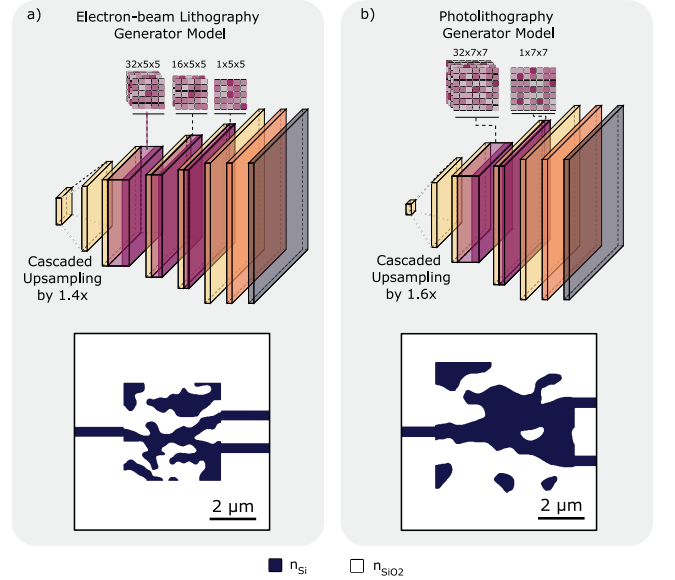 a)
Electron-beam Lithography
Generator Model
32x5x5 16x5x5 1x5x5
Cascaded
Upsampling
by 1.4x
2 μm
b)
Photolithography
Generator Model
32x7x7 1x7x7
Cascaded
Upsampling
by 1.6x
2 μm
nSi nSiO2